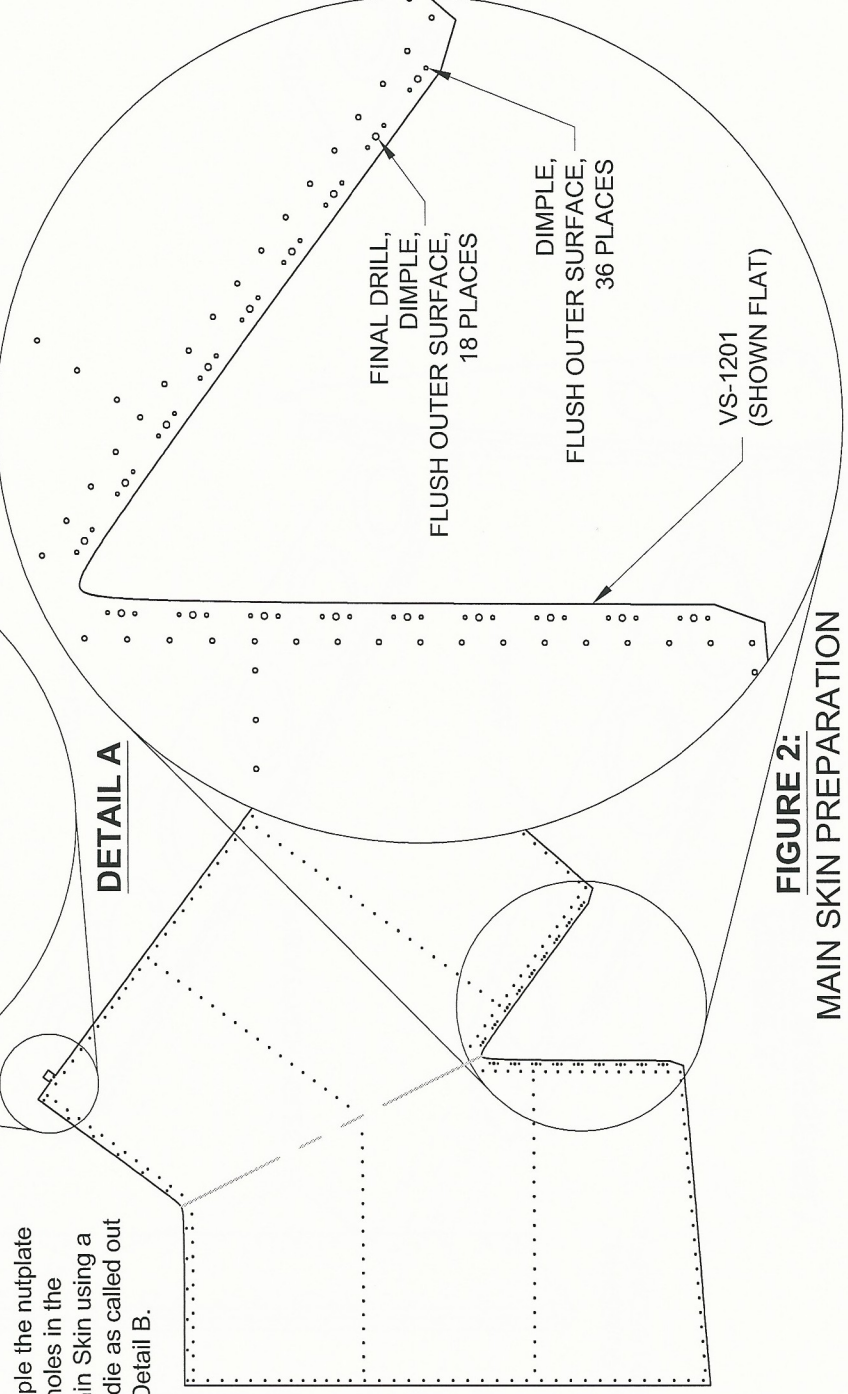 ple the nutplate
holes in the
in Skin using a
die as called out
Detail B.
DETAIL A
FINAL DRILL,
DIMPLE,
FLUSH OUTER SURFACE,
18 PLACES
DIMPLE,
FLUSH OUTER SURFACE,
36 PLACES
VS-1201
(SHOWN FLAT)
FIGURE 2:
MAIN SKIN PREPARATION